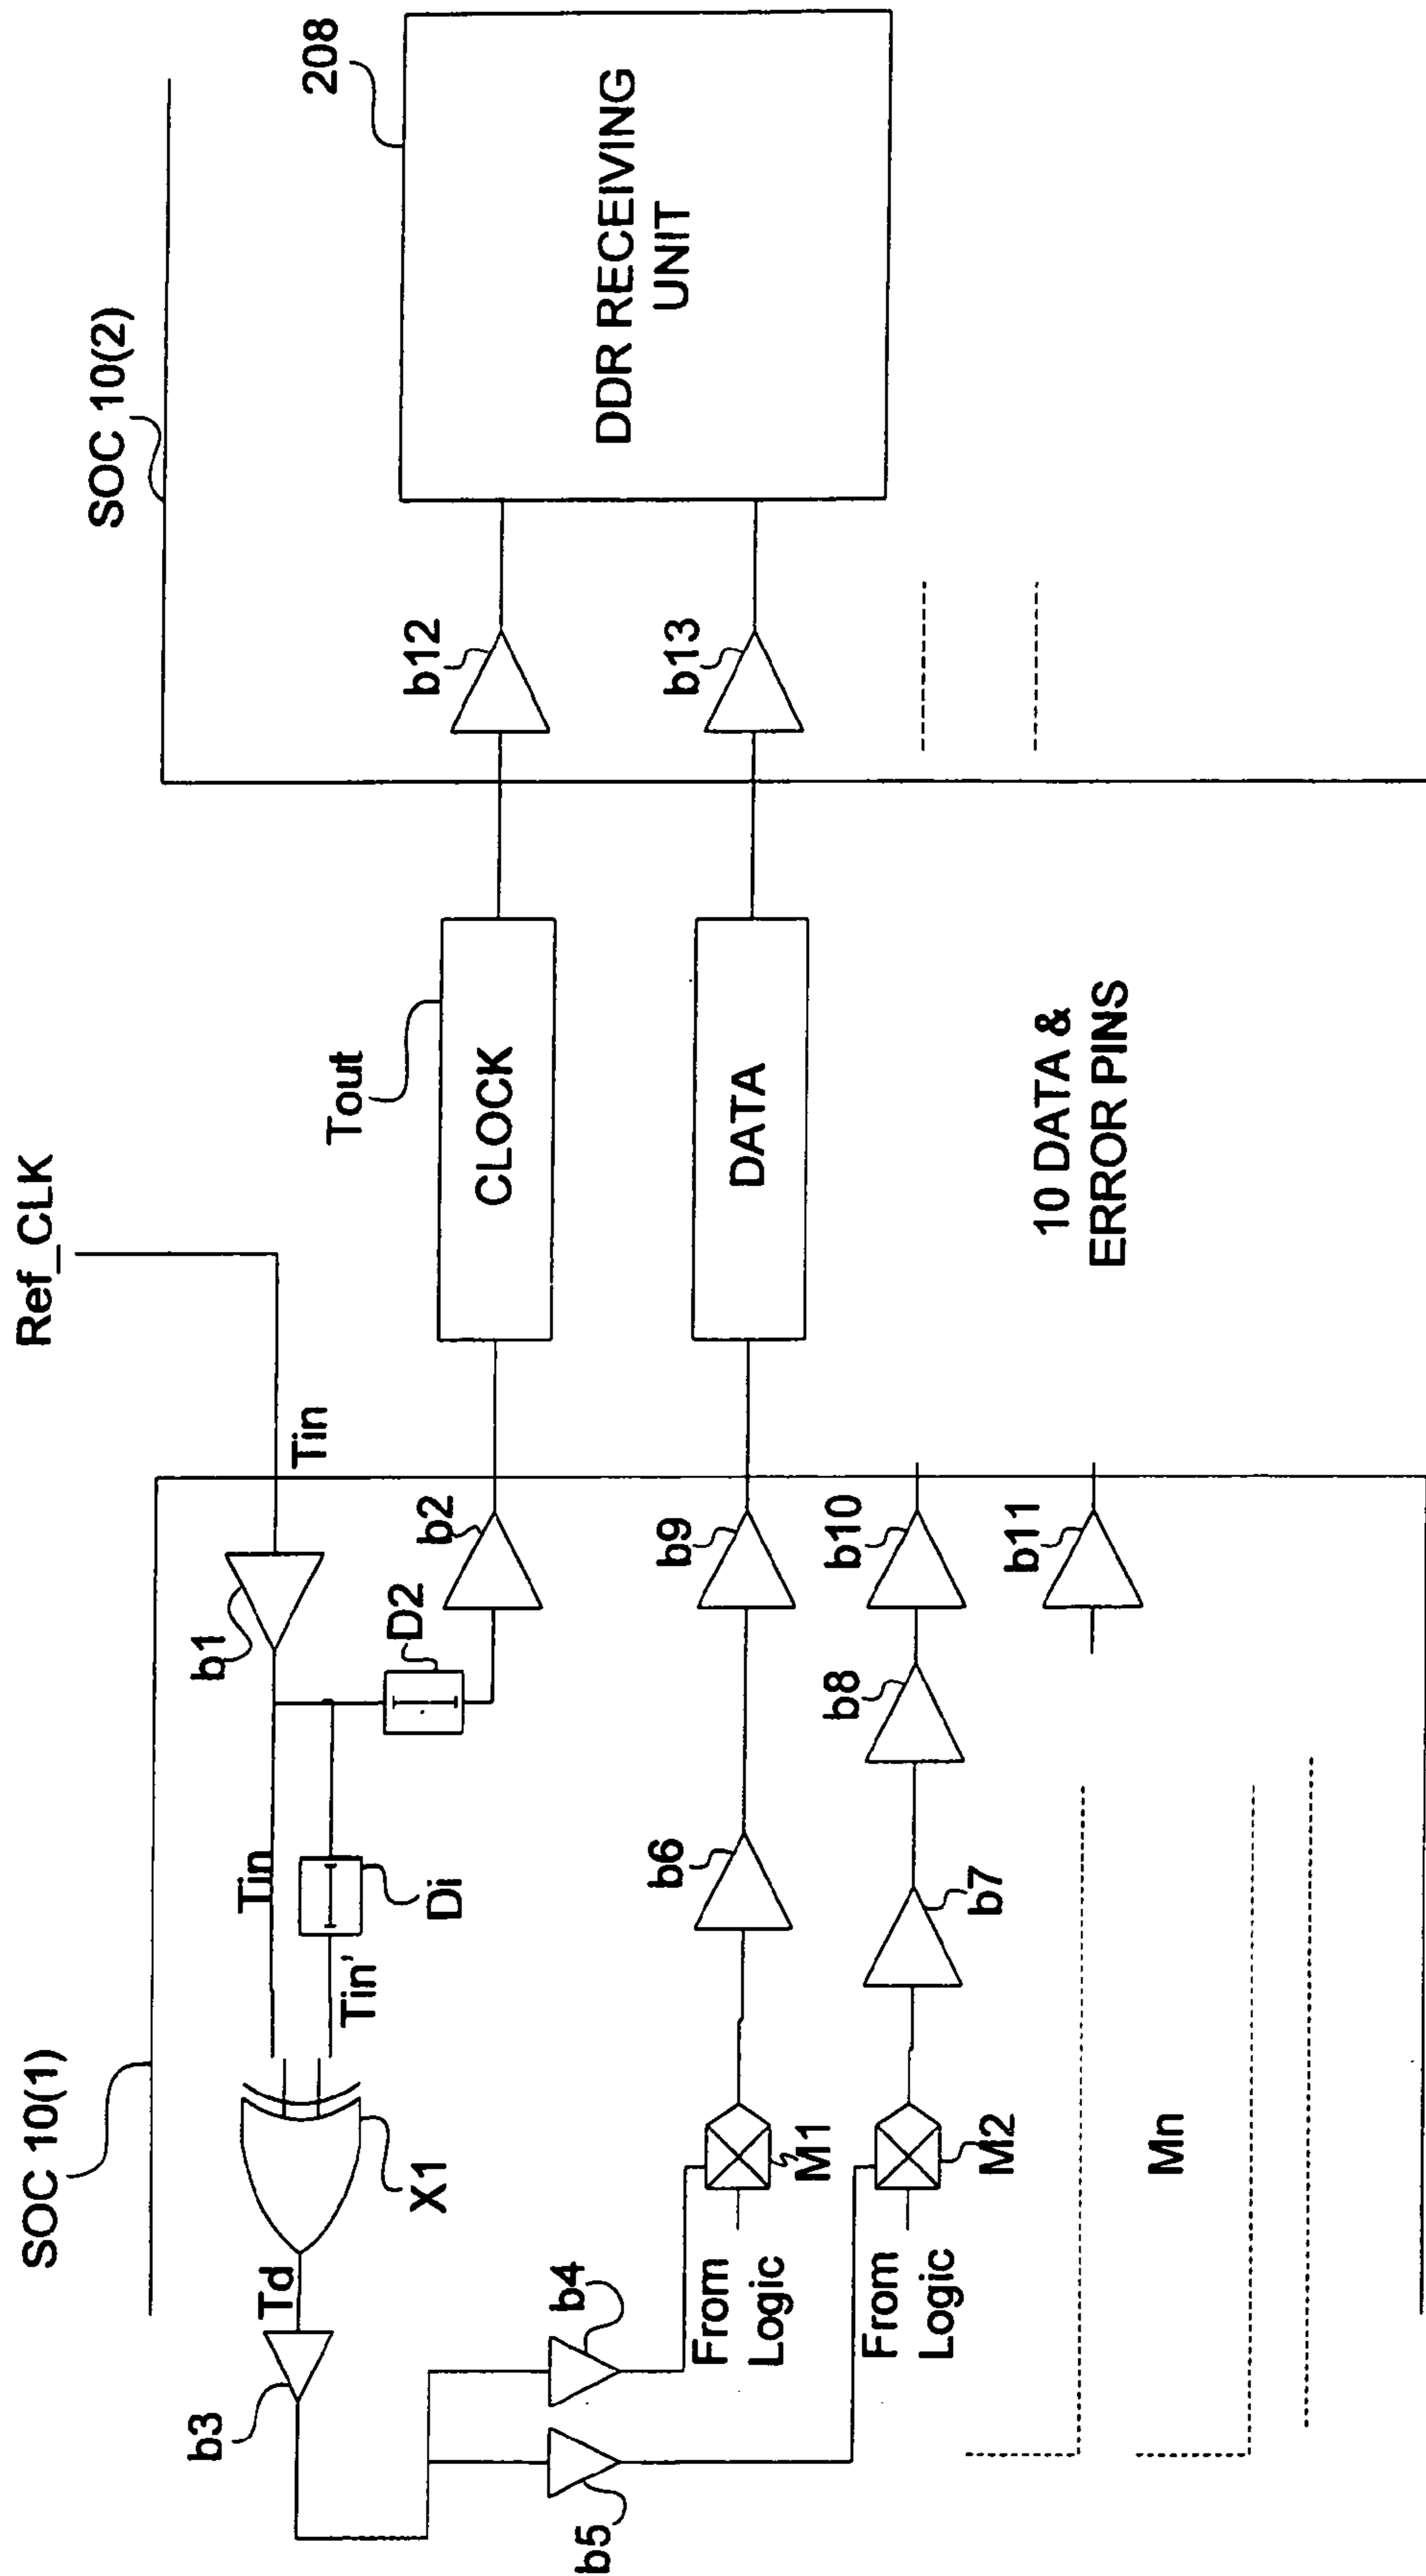 SOC 10(1)
SOC 10(2)
Ref_CLK
Tin
b1
Tin
Di
Tin'
X1
Td
b3
D2
b2
Tout
CLOCK
b12
208
DDR RECEIVING
UNIT
b4
b5
From
Logic
M1
b6
b9
DATA
b13
From
Logic
M2
b7
b8
b10
b11
Mn
10 DATA &
ERROR PINS